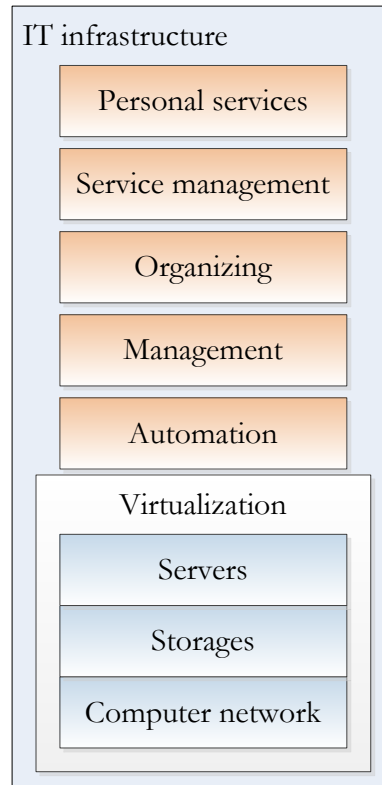 IT infrastructure
Personal services
Service management
Organizing
Management
Automation
Virtualization
Servers
Storages
Computer network